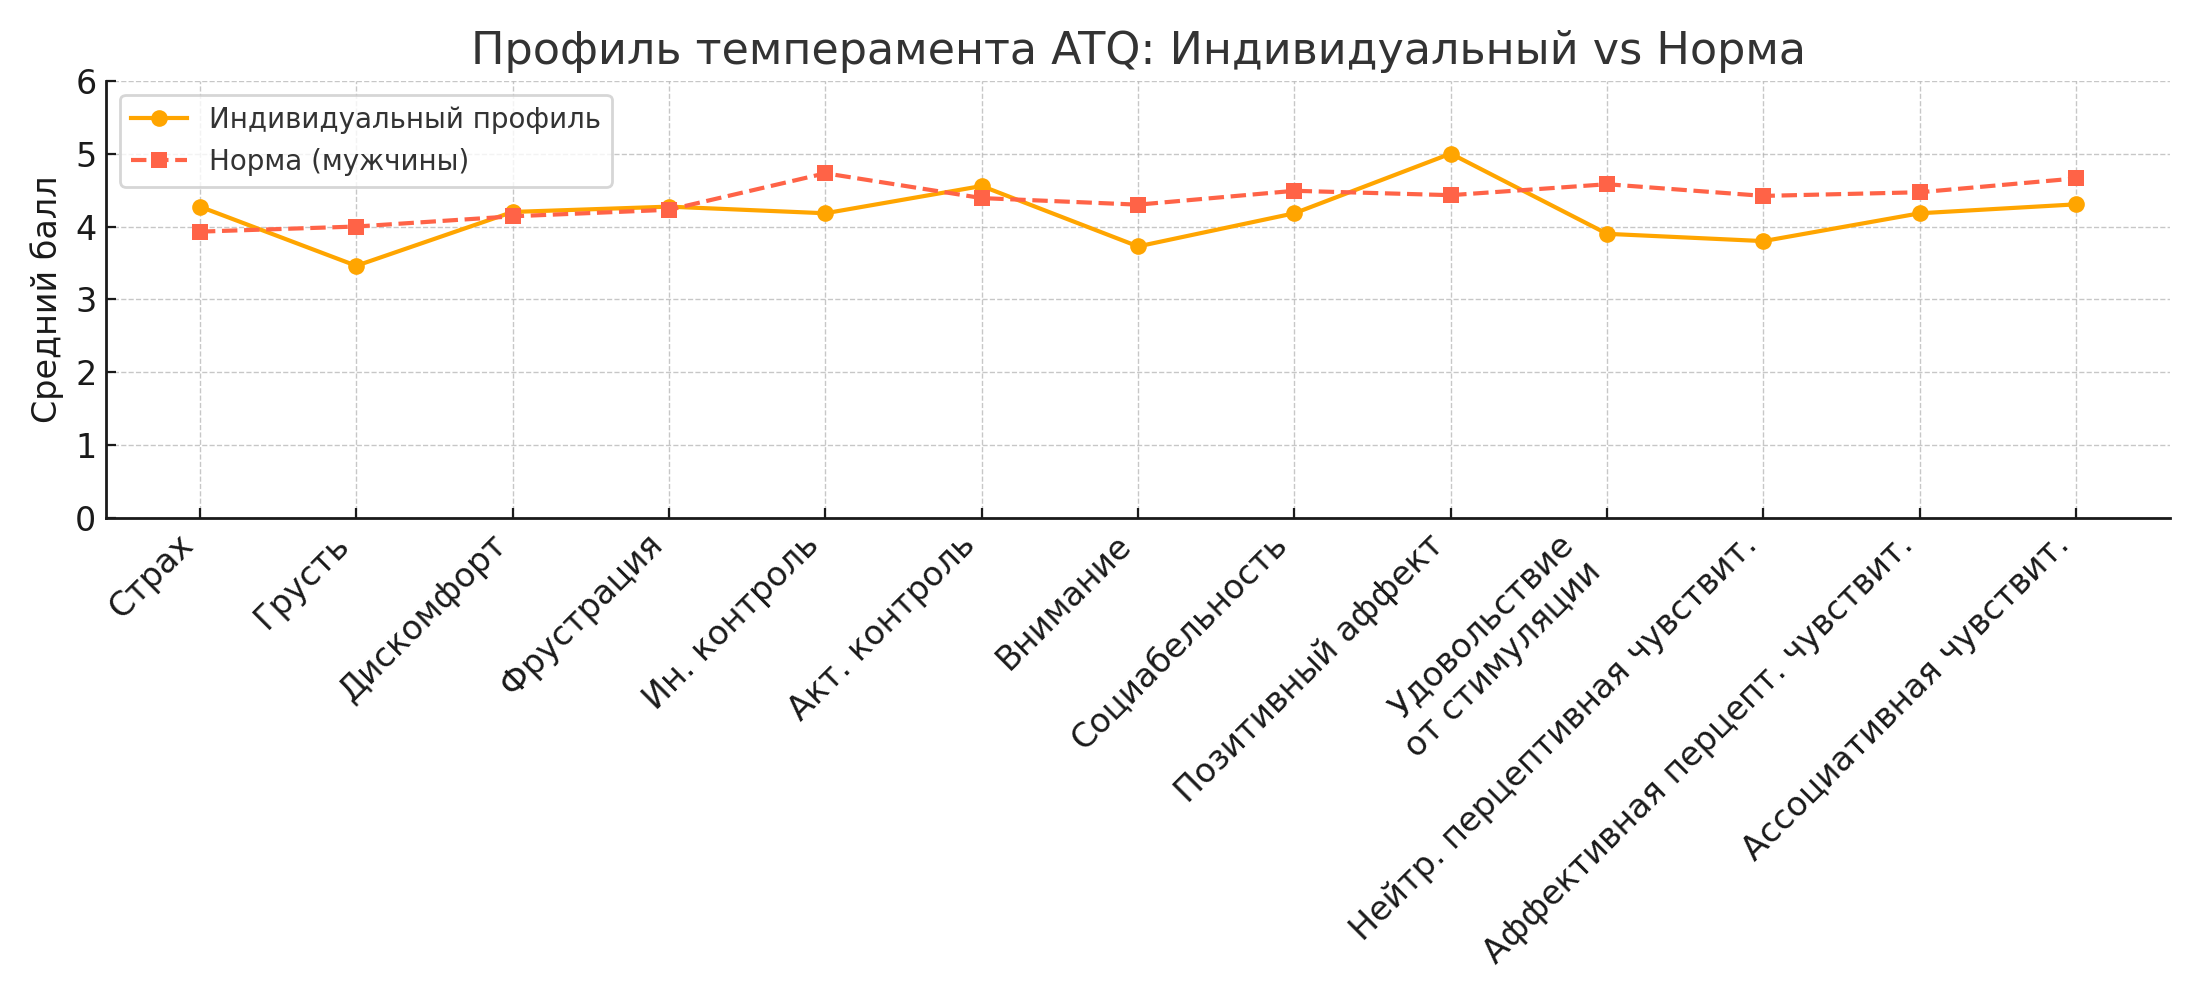 Профиль темперамента ATQ: Индивидуальный vs Норма
Индивидуальный профиль
Норма (мужчины)
Средний балл
6
5
4
3
2
1
0
Страх
Грусть
Дискомфорт
Фрустрация
Ин. контроль
Акт. контроль
Внимание
Социабельность
Позитивный аффект
Удовольствие
от стимуляции
Нейтр. перцептивная чувствит.
Аффективная перцепт. чувствит.
Ассоциативная чувствит.